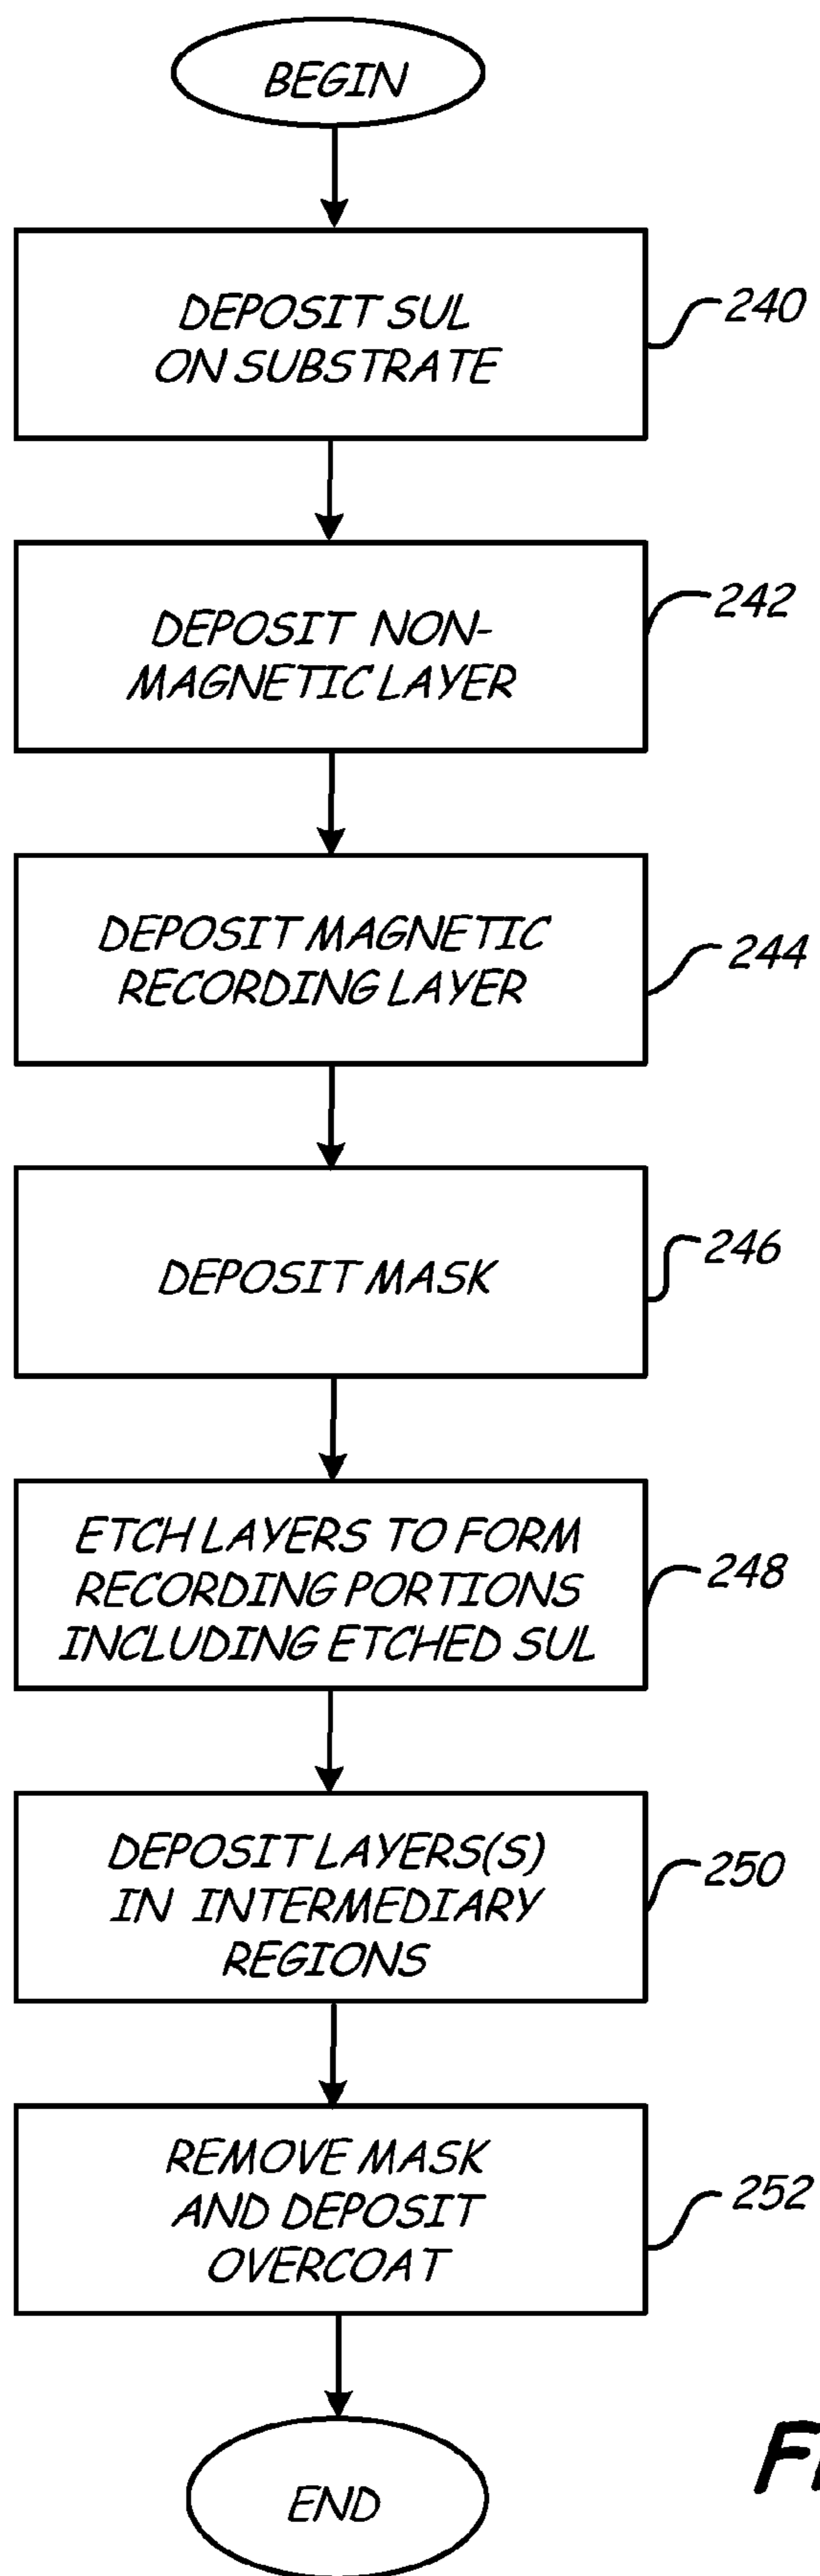 BEGIN
DEPOSIT SUL
ON SUBSTRATE
240
DEPOSIT NON-
MAGNETIC LAYER
242
DEPOSIT MAGNETIC
RECORDING LAYER
244
DEPOSIT MASK
246
ETCH LAYERS TO FORM
RECORDING PORTIONS
INCLUDING ETCHED SUL
248
DEPOSIT LAYERS(S)
IN INTERMEDIARY
REGIONS
250
REMOVE MASK
AND DEPOSIT
OVERCOAT
252
END